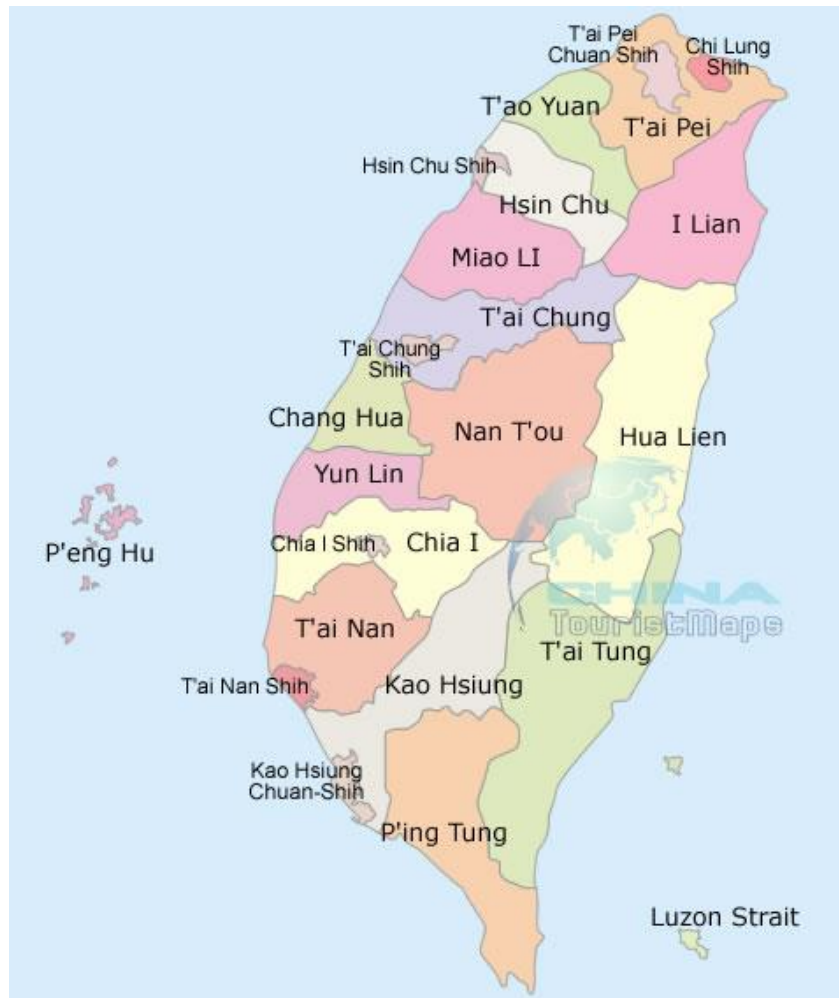 T'ai Pei
Chuan Shih
Chi Lung
Shih
T'ao Yuan
T'ai Pei
Hsin Chu Shih
Hsin Chu
I Lian
Miao LI
T'ai Chung
T'ai Chung
Shih
Chang Hua
Nan T'ou
Hua Lien
Yun Lin
Chia I Shih
Chia I
P'eng Hu
CHINA
TouristMaps
T'ai Nan
T'ai Tung
T'ai Nan Shih
Kao Hsiung
Kao Hsiung
Chuan-Shih
P'ing Tung
Luzon Strait